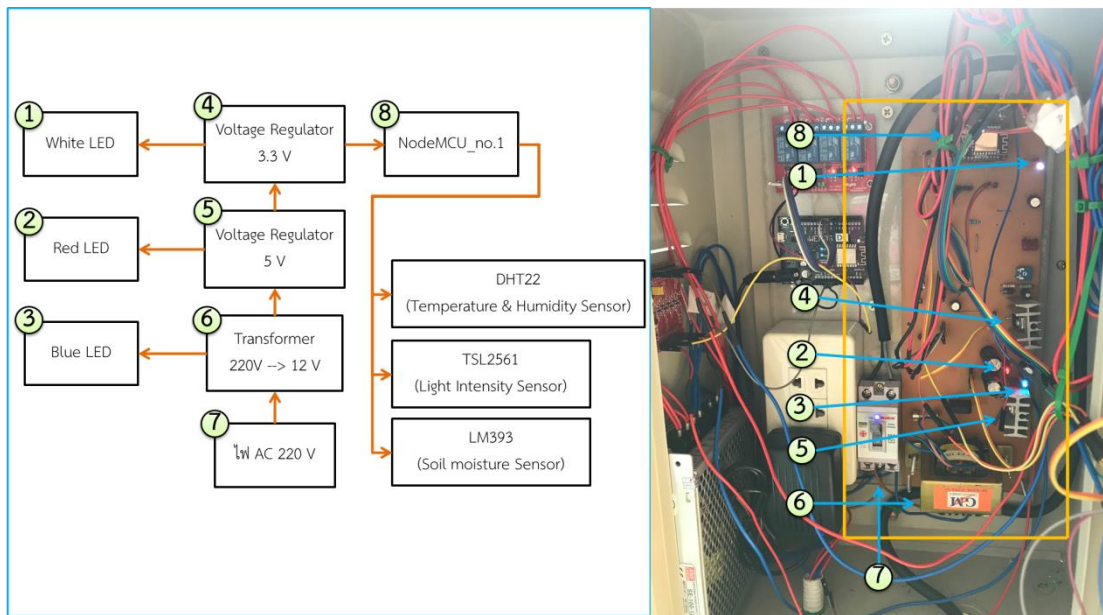 1
White LED
4
Voltage Regulator
3.3 V
8
NodeMCU_no.1
2
Red LED
5
Voltage Regulator
5 V
3
Blue LED
6
Transformer
220V --> 12 V
7
ไฟ AC 220 V
DHT22
(Temperature & Humidity Sensor)
TSL2561
(Light Intensity Sensor)
LM393
(Soil moisture Sensor)
8
1
4
2
3
5
6
7
GM